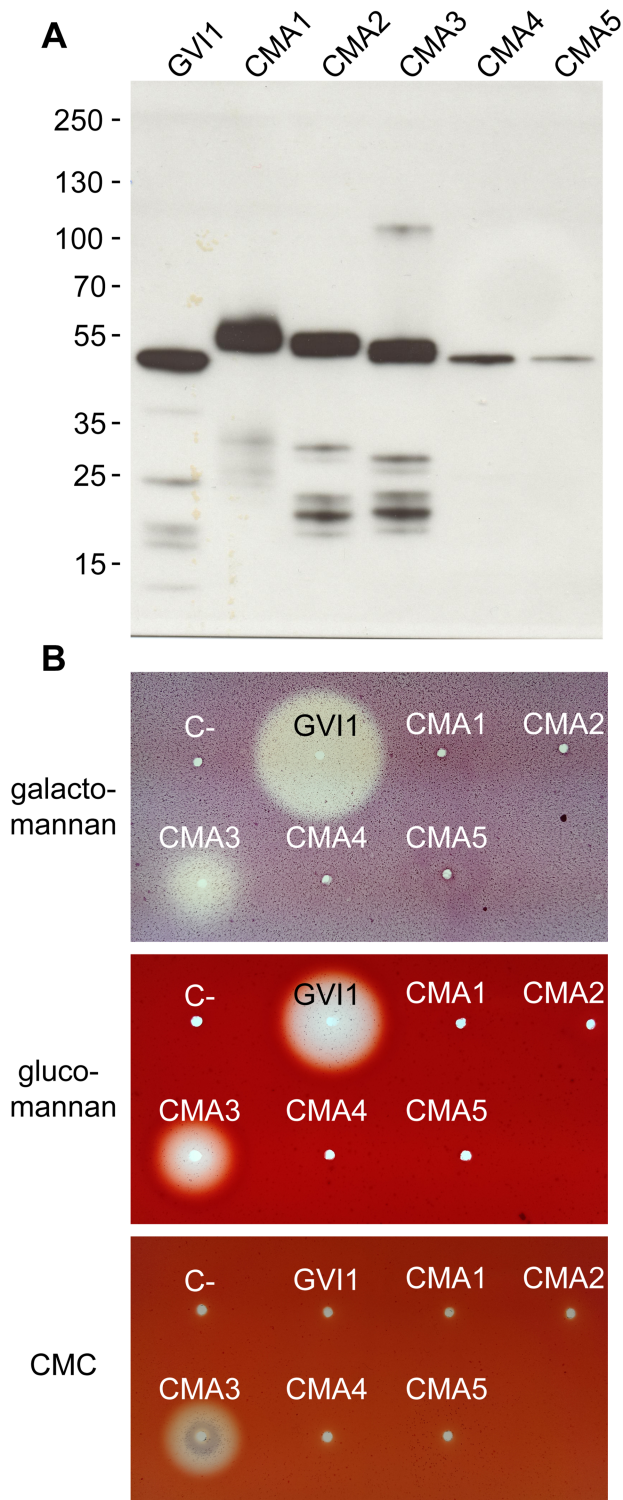 A
GVI1 CMA1 CMA2 CMA3 CMA4 CMA5
250 -
130 -
100 -
70 -
55 -
35 -
25 -
15 -
B
galacto-
mannan
C- GVI1 CMA1 CMA2
CMA3 CMA4 CMA5
gluco-
mannan
C- GVI1 CMA1 CMA2
CMA3 CMA4 CMA5
CMC
C- GVI1 CMA1 CMA2
CMA3 CMA4 CMA5